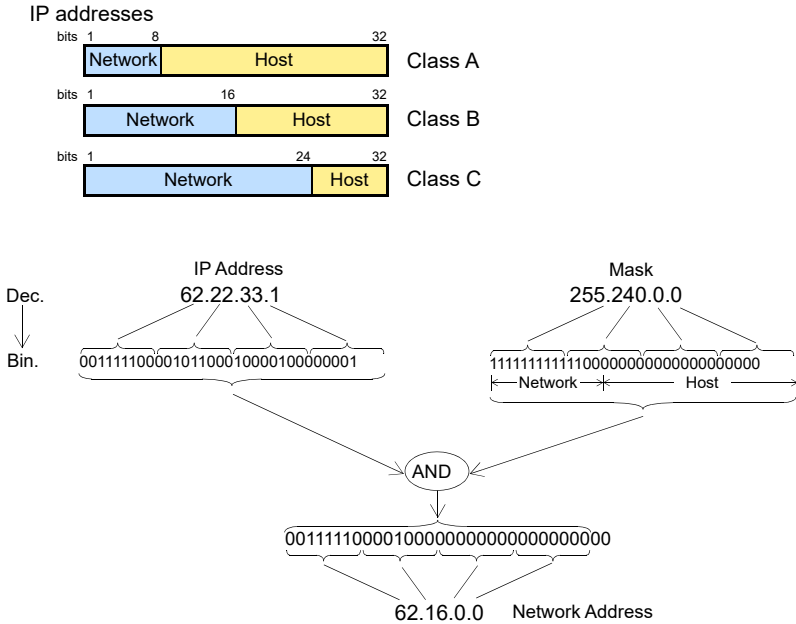 IP addresses
bits 1 8 32
Network Host Class A
bits 1 16 32
Network Host Class B
bits 1 24 32
Network Host Class C
IP Address Mask
Dec. 62.22.33.1 255.240.0.0
Bin. 00111110000101100010000100000001 11111111111100000000000000000000
Network Host
AND
00111110000100000000000000000000
62.16.0.0 Network Address